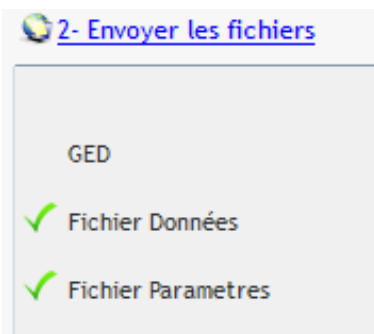 2- Envoyer les fichiers
GED
Fichier Données
Fichier Parametres